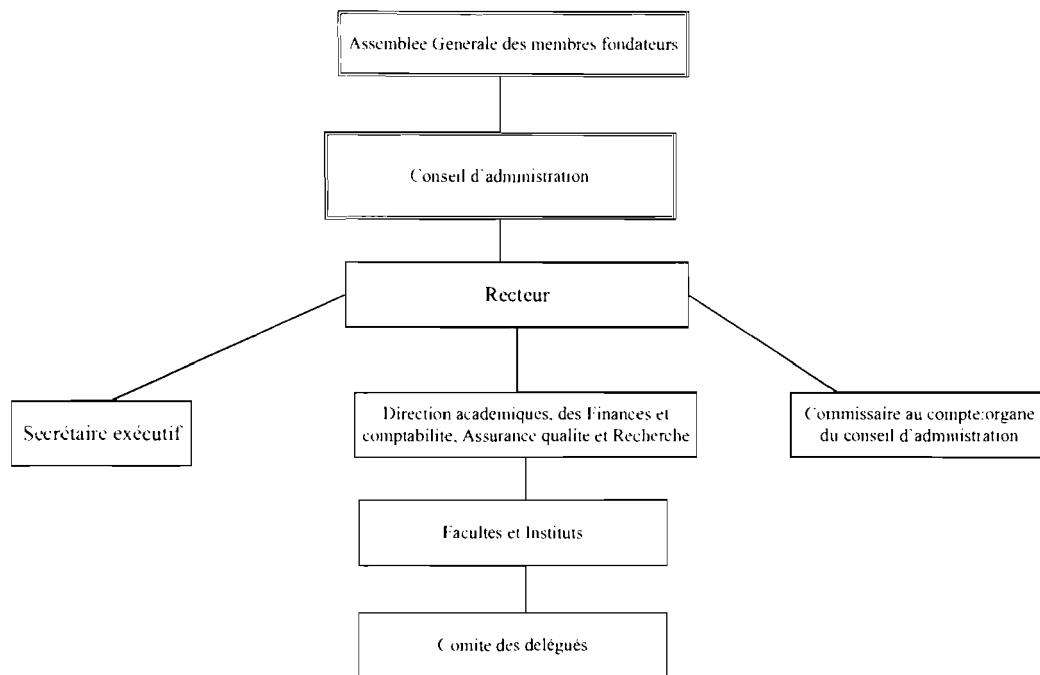 Assemblee Generale des membres fondateurs
Conseil d'administration
Recteur
Secrétaire exécutif
Direction academiques, des Finances et
comptabilite, Assurance qualite et Recherche
Commissaire au compte:organe
du conseil d'administration
Facultes et Instituts
Comite des délégués